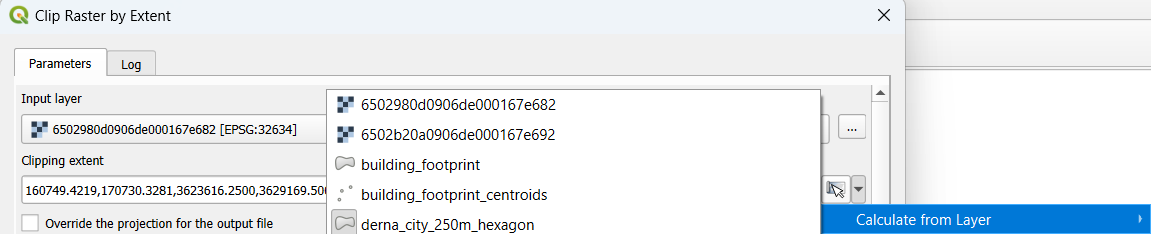 Clip Raster by Extent
Parameters
Log
Input layer
6502980d0906de000167e682 [EPSG:32634]
...
Clipping extent
160749.4219,170730.3281,3623616.2500,3629169.500
Override the projection for the output file
6502980d0906de000167e682
6502b20a0906de000167e692
building_footprint
building_footprint_centroids
derna_city_250m_hexagon
Calculate from Layer